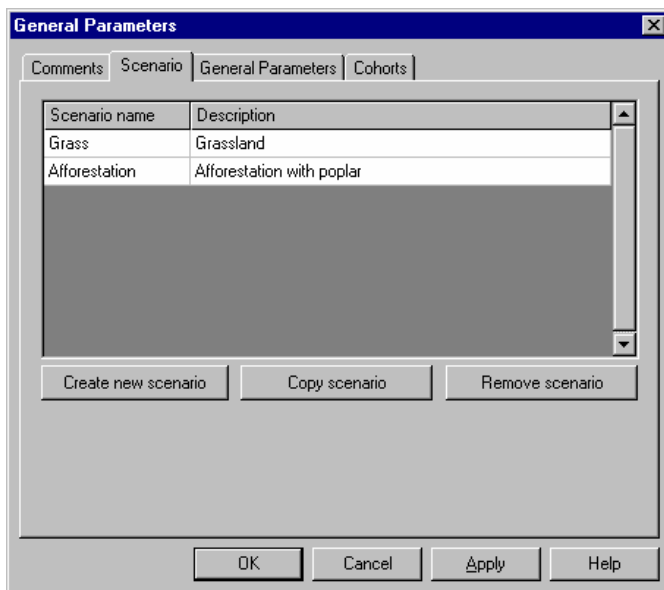 General Parameters
Comments Scenario General Parameters Cohorts
Scenario name Description
Grass Grassland
Afforestation Afforestation with poplar
Create new scenario Copy scenario Remove scenario
OK Cancel Apply Help